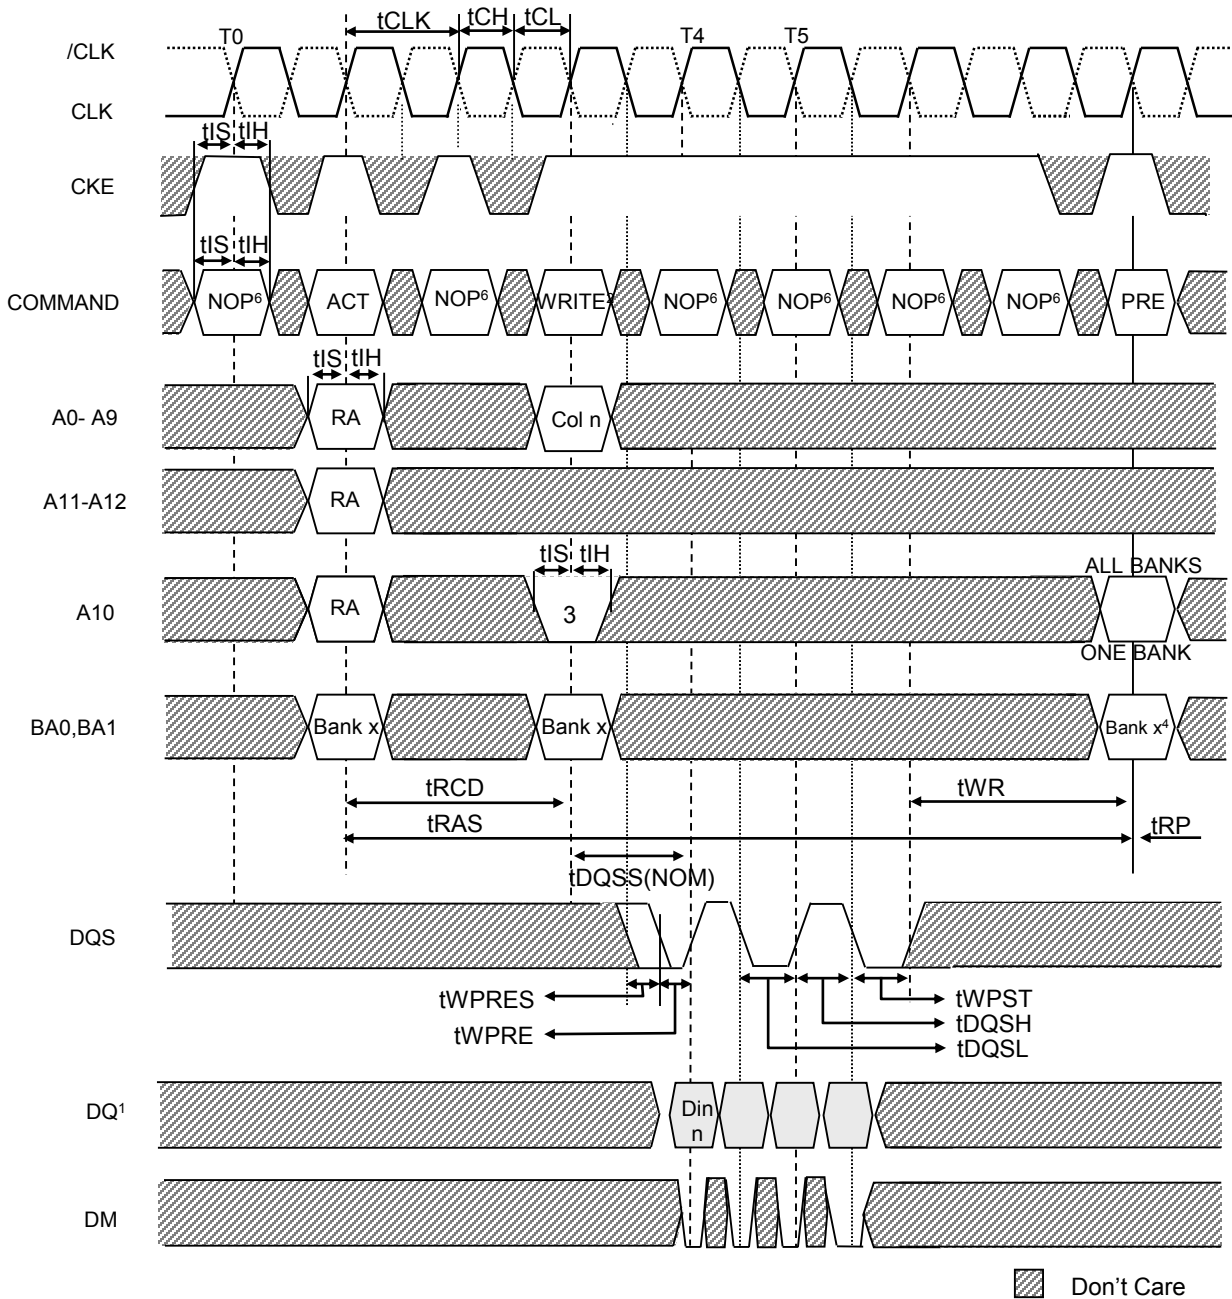 tCLK tCH tCL
T0 T4 T5
/CLK
CLK
tIS tIH
CKE
tIS tIH
COMMAND NOP⁶ ACT NOP⁶ WRITE² NOP⁶ NOP⁶ NOP⁶ NOP⁶ PRE
tIS tIH
A0- A9 RA Col n
A11-A12 RA
tIS tIH
ALL BANKS
A10 RA 3
ONE BANK
BA0,BA1 Bank x Bank x Bank x⁴
tRCD tWR
tRAS tRP
tDQSS(NOM)
DQS
tWPRES tWPST
tWPRE tDQSH
tDQSL
DQ¹ Din
n
DM
Don't Care